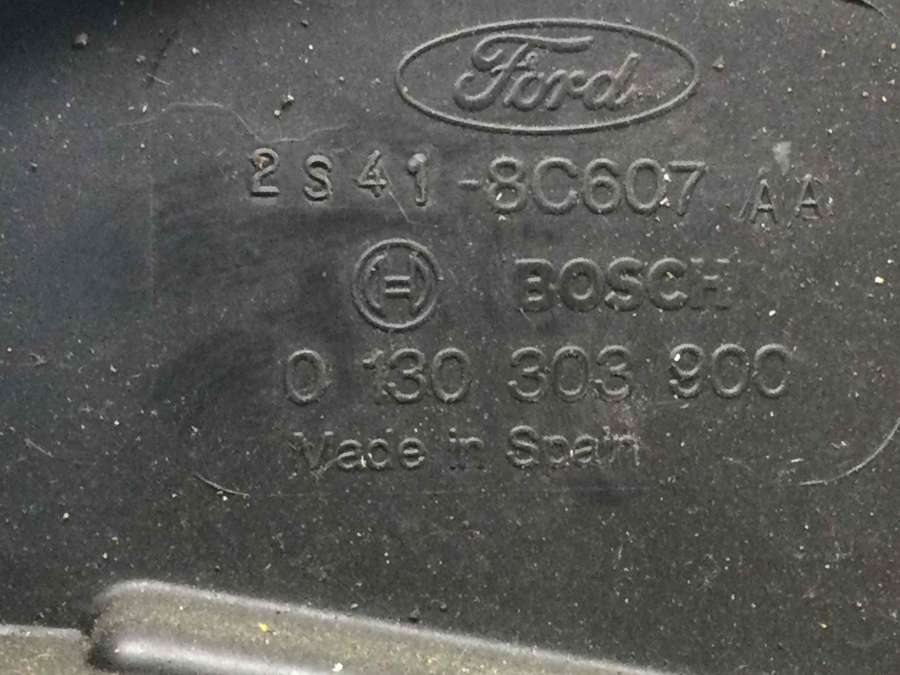 Ford
2S41-8C607 AA
BOSCH
0 130 303 900
Made in Spain